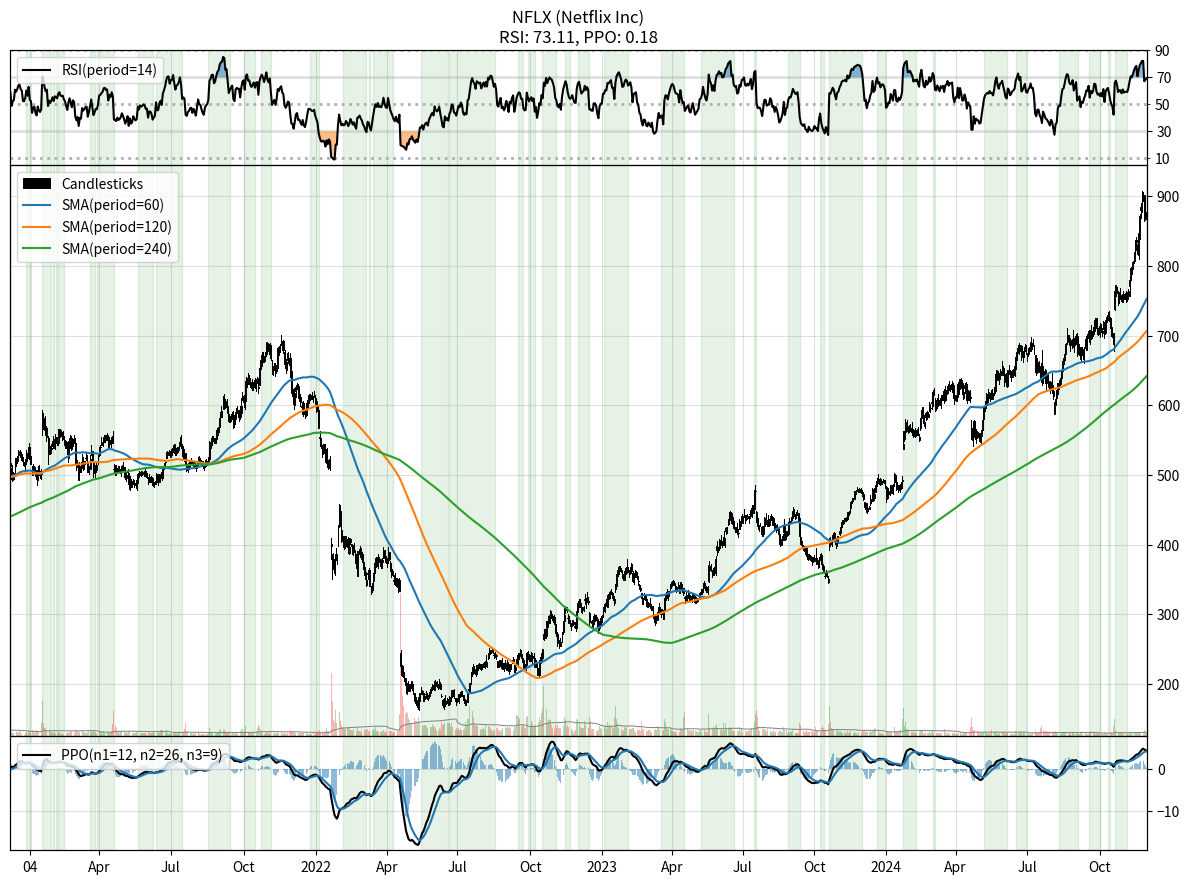 NFLX (Netflix Inc)
RSI: 73.11, PPO: 0.18
RSI(period=14)
90
70
50
30
10
Candlesticks
SMA(period=60)
SMA(period=120)
SMA(period=240)
900
800
700
600
500
400
300
200
PPO(n1=12, n2=26, n3=9)
0
−10
04 Apr Jul Oct 2022 Apr Jul Oct 2023 Apr Jul Oct 2024 Apr Jul Oct